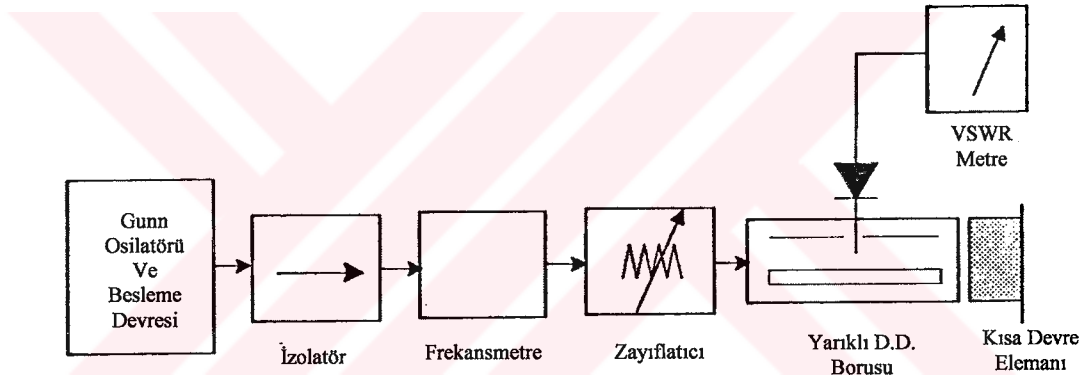 VSWR
Metre
Gunn
Osilatörü
Ve
Besleme
Devresi
İzolatör
Frekansmetre
Zayıflatıcı
Yarıklı D.D.
Borusu
Kısa Devre
Elemanı